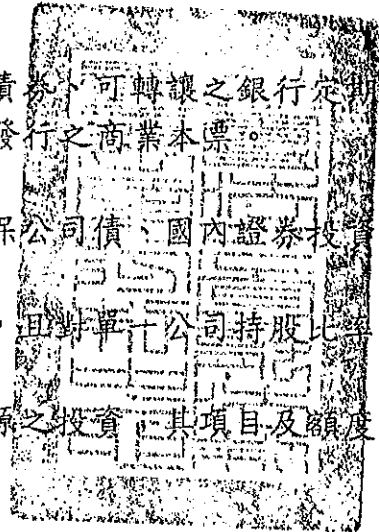 債券、可轉讓之銀行定期
發行之商業本票。
保公司債、國內證券投資
，且對單一公司持股比率
源之投資，其項目及額度